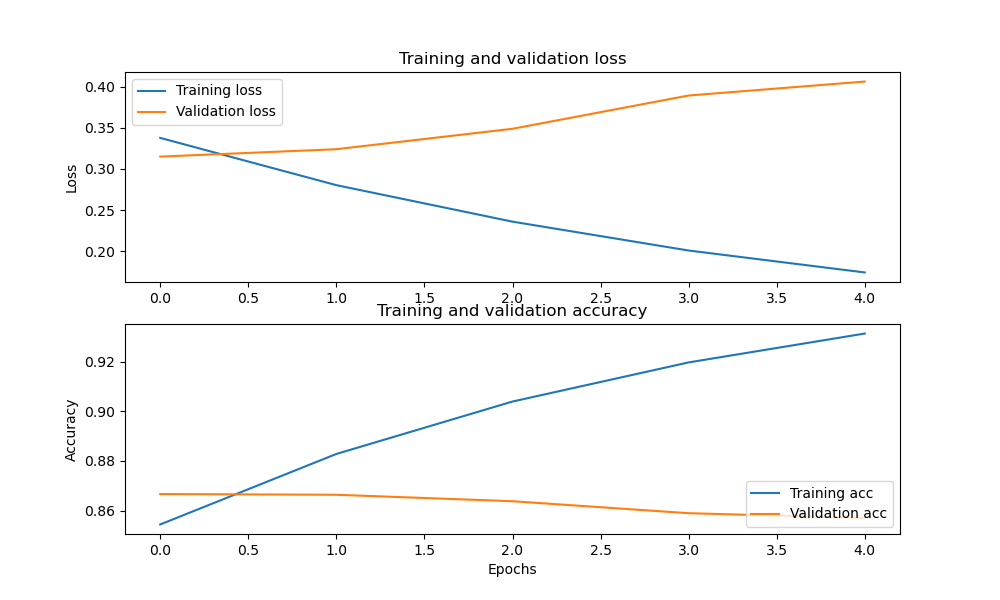 Training and validation loss
Training loss
Validation loss
Loss
0.40
0.35
0.30
0.25
0.20
0.0 0.5 1.0 1.5 2.0 2.5 3.0 3.5 4.0
Training and validation accuracy
Accuracy
0.92
0.90
0.88
0.86
Training acc
Validation acc
0.0 0.5 1.0 1.5 2.0 2.5 3.0 3.5 4.0
Epochs